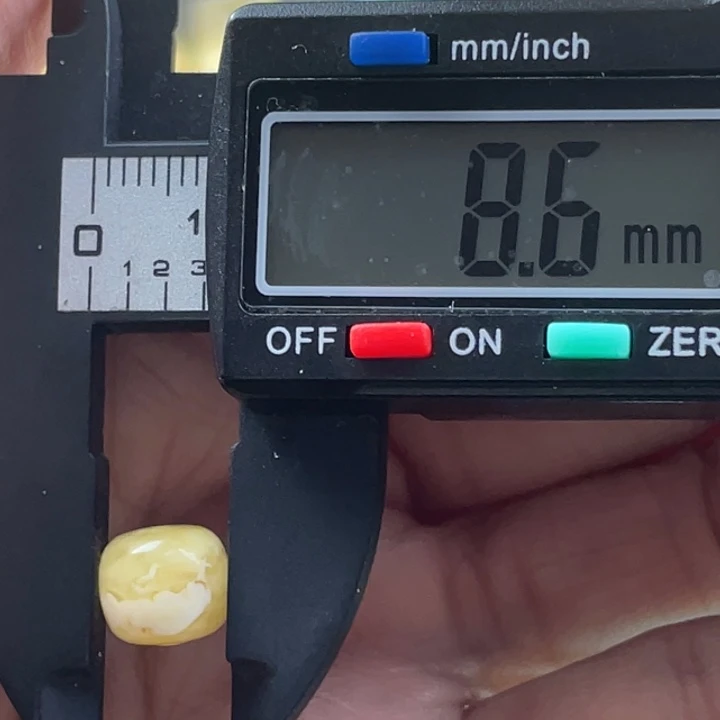 mm/inch
8.6 mm
0 1
1 2 3
OFF ON ZER